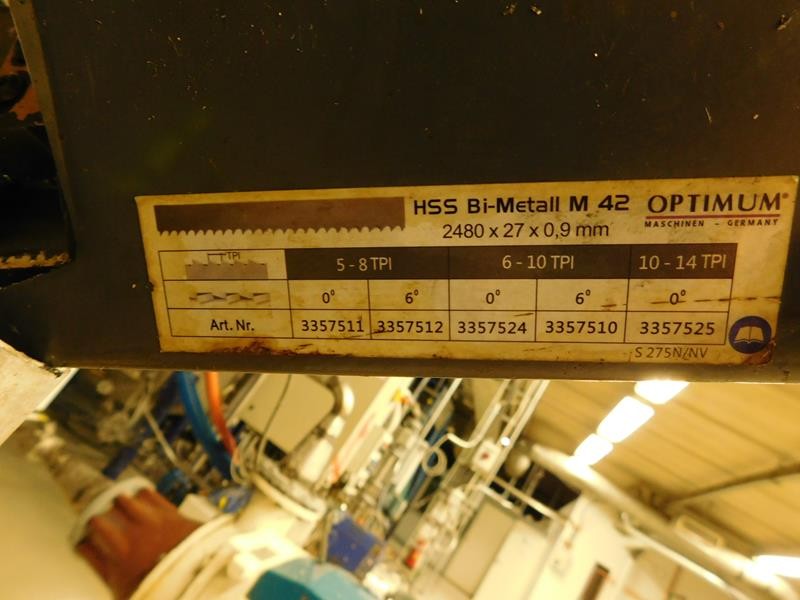 HSS Bi-Metall M 42 OPTIMUM®
2480 x 27 x 0,9 mm MASCHINEN - GERMANY
TPI 5 - 8 TPI 6 - 10 TPI 10 - 14 TPI
0° 6° 0° 6° 0°
Art. Nr. 3357511 3357512 3357524 3357510 3357525
S 275N/NV